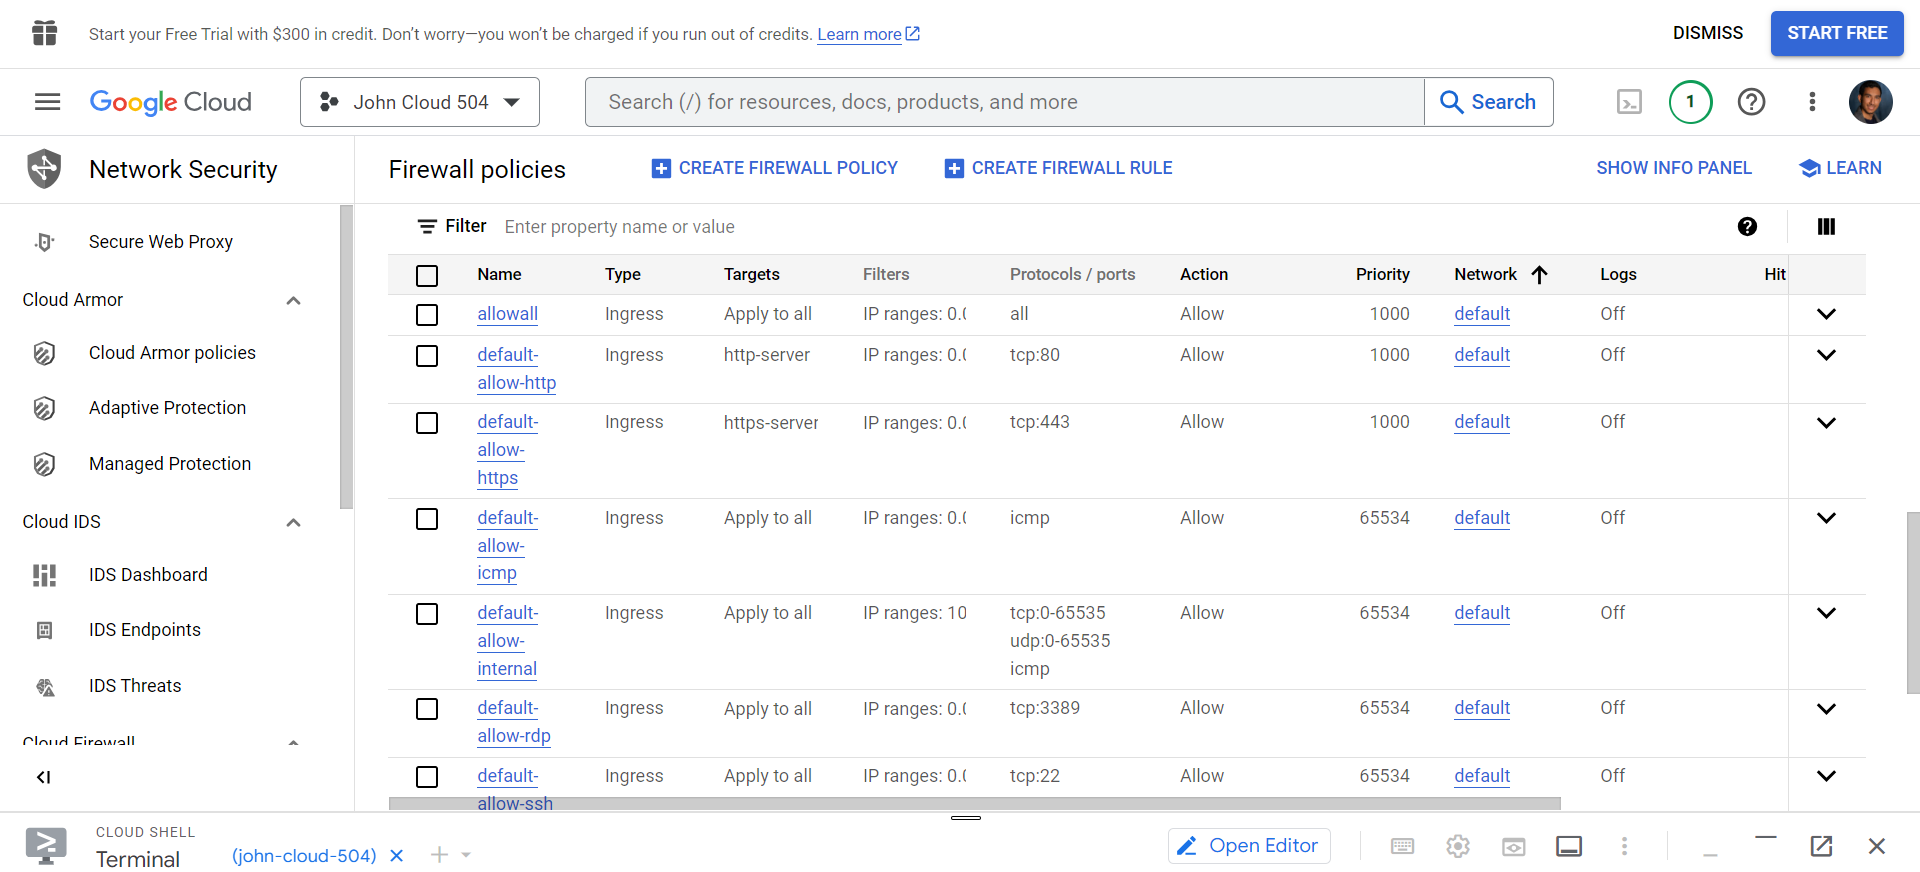 Start your Free Trial with $300 in credit. Don't worry—you won't be charged if you run out of credits. Learn more
DISMISS
START FREE
Google Cloud
John Cloud 504
Search (/) for resources, docs, products, and more
Search
1
Network Security
Firewall policies
CREATE FIREWALL POLICY
CREATE FIREWALL RULE
SHOW INFO PANEL
LEARN
Secure Web Proxy
Cloud Armor
Cloud Armor policies
Adaptive Protection
Managed Protection
Cloud IDS
IDS Dashboard
IDS Endpoints
IDS Threats
Cloud Firewall
Filter Enter property name or value
Name Type Targets Filters Protocols / ports Action Priority Network Logs Hit
allowall Ingress Apply to all IP ranges: 0.0 all Allow 1000 default Off
default- Ingress http-server IP ranges: 0.0 tcp:80 Allow 1000 default Off
allow-http
default- Ingress https-server IP ranges: 0.0 tcp:443 Allow 1000 default Off
allow-
https
default- Ingress Apply to all IP ranges: 0.0 icmp Allow 65534 default Off
allow-
icmp
default- Ingress Apply to all IP ranges: 10 tcp:0-65535 Allow 65534 default Off
allow- udp:0-65535
internal icmp
default- Ingress Apply to all IP ranges: 0.0 tcp:3389 Allow 65534 default Off
allow-rdp
default- Ingress Apply to all IP ranges: 0.0 tcp:22 Allow 65534 default Off
allow-ssh
CLOUD SHELL
Terminal
(john-cloud-504)
Open Editor